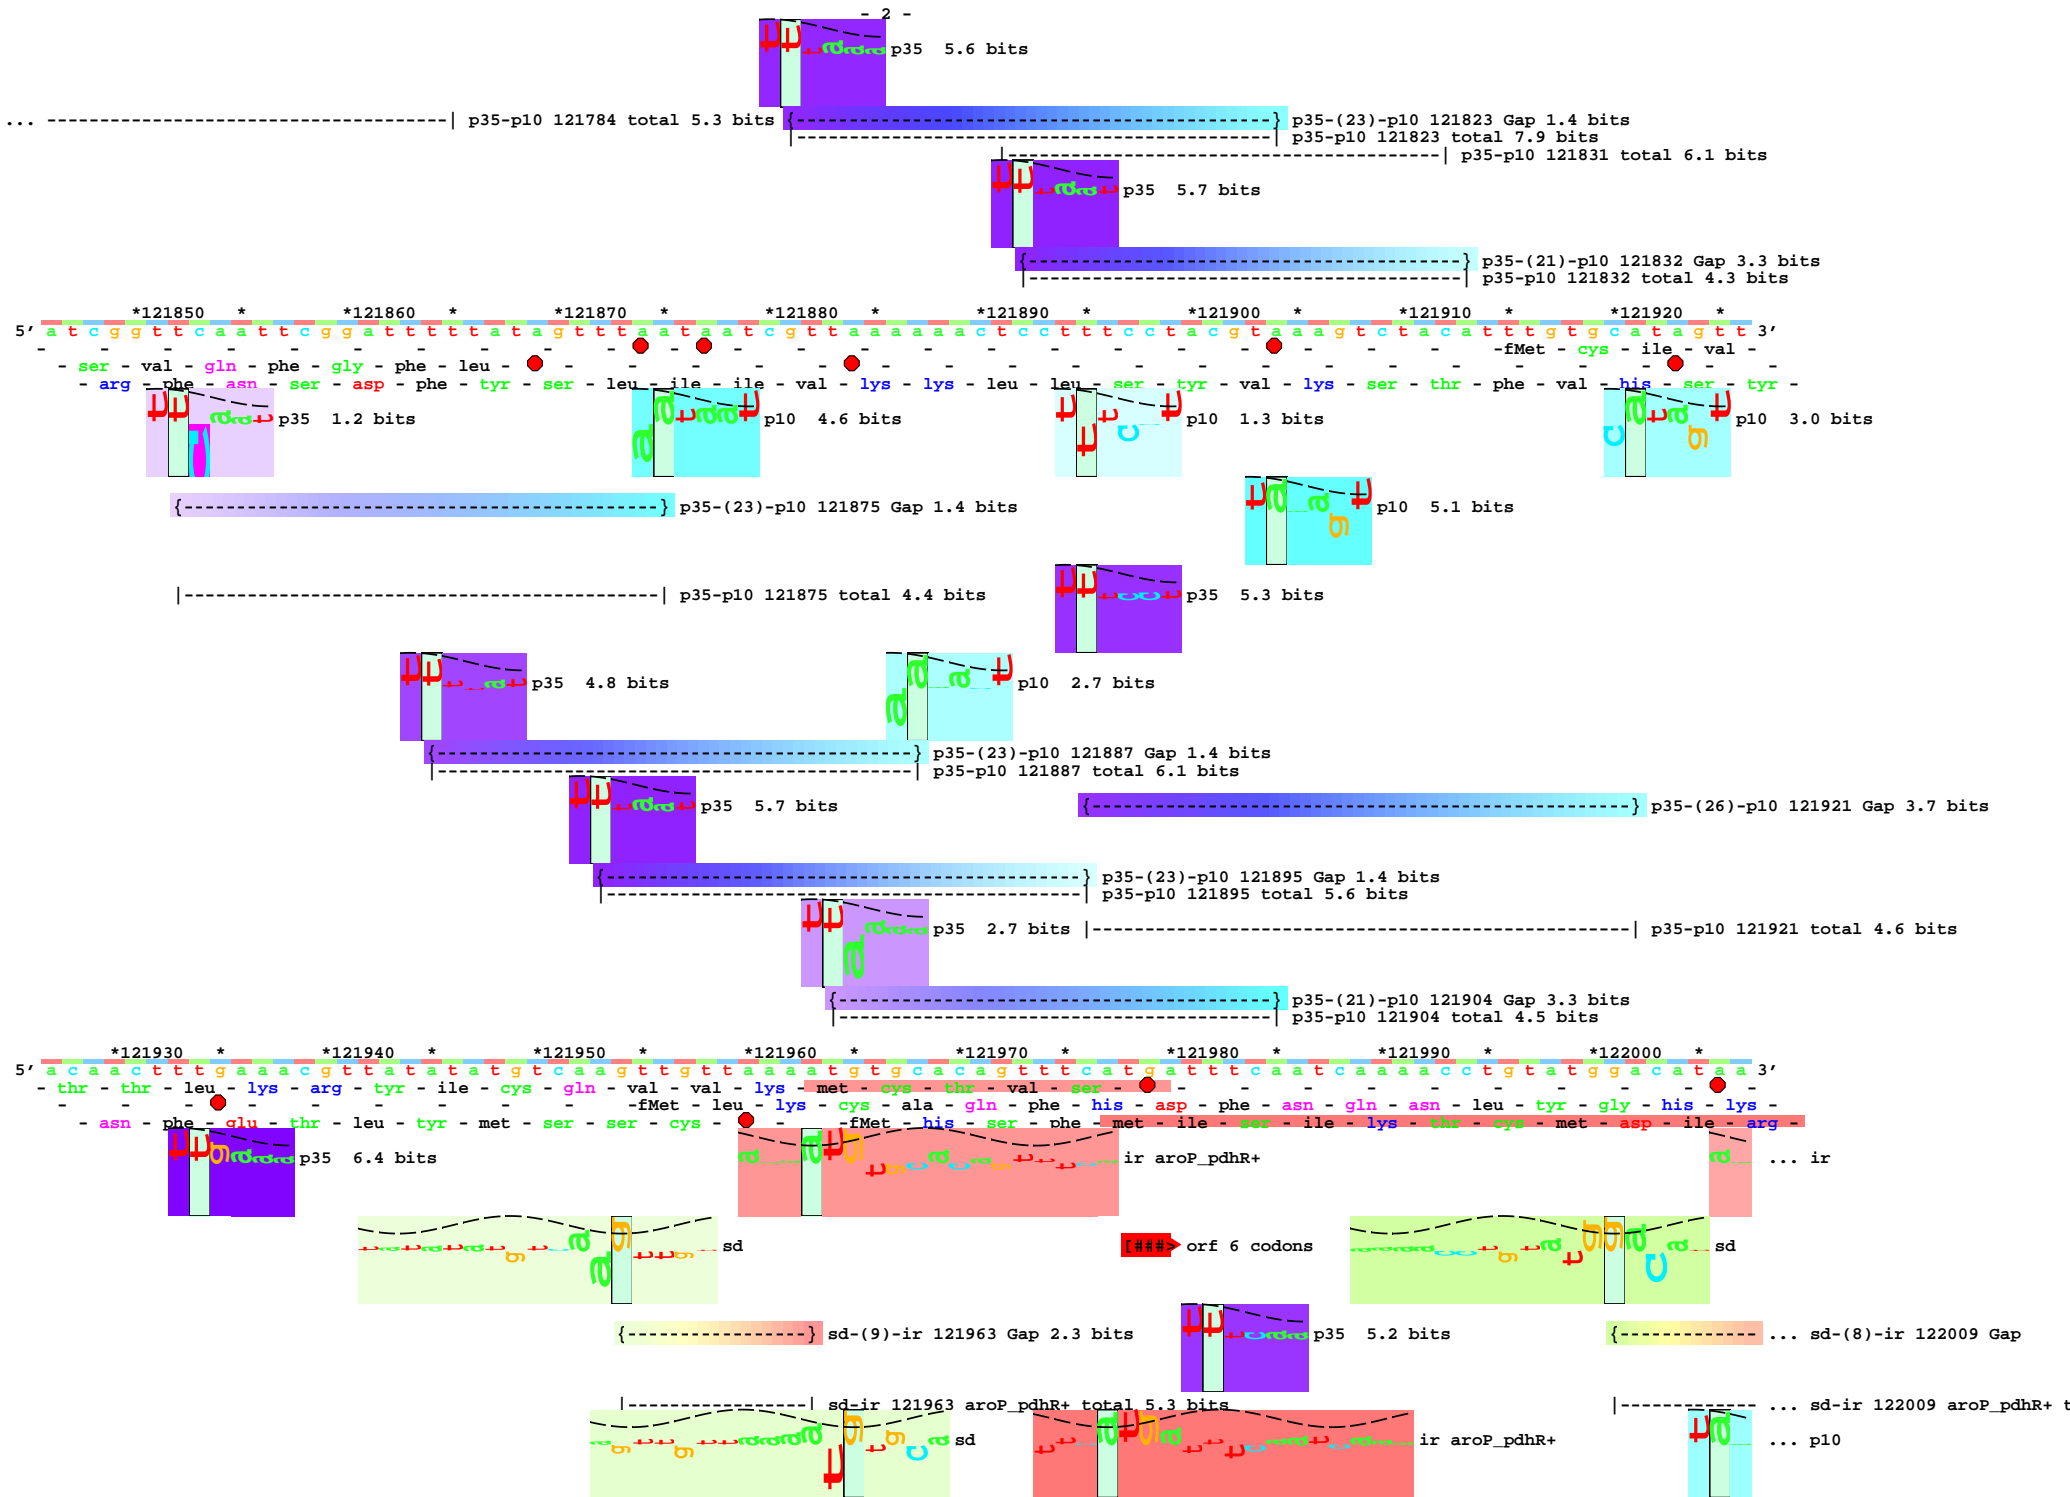 - 2 -
p35 5.6 bits
... --------------------------------------| p35-p10 121784 total 5.3 bits {----------------------------------------------} p35-(23)-p10 121823 Gap 1.4 bits
|----------------------------------------------| p35-p10 121823 total 7.9 bits
|-----------------------------------------| p35-p10 121831 total 6.1 bits
p35 5.7 bits
{-----------------------------------------} p35-(21)-p10 121832 Gap 3.3 bits
|-----------------------------------------| p35-p10 121832 total 4.3 bits
*121850 * *121860 * *121870 * *121880 * *121890 * *121900 * *121910 * *121920 *
5' a t c g g t t c a a t t c g g a t t t t t a t a g t t t a a t a a t c g t t a a a a a a c t c c t t t c c t a c g t a a a g t c t a c a t t t g t g c a t a g t t 3'
-fMet - cys - ile - val -
- ser - val - gln - phe - gly - phe - leu -
- arg - phe - asn - ser - asp - phe - tyr - ser - leu - ile - ile - val - lys - lys - leu - leu - ser - tyr - val - lys - ser - thr - phe - val - his - ser - tyr -
p35 1.2 bits p10 4.6 bits p10 1.3 bits p10 3.0 bits
{----------------------------------------------} p35-(23)-p10 121875 Gap 1.4 bits p10 5.1 bits
|----------------------------------------------| p35-p10 121875 total 4.4 bits p35 5.3 bits
p35 4.8 bits p10 2.7 bits
{----------------------------------------------} p35-(23)-p10 121887 Gap 1.4 bits
|----------------------------------------------| p35-p10 121887 total 6.1 bits
p35 5.7 bits {----------------------------------------------------} p35-(26)-p10 121921 Gap 3.7 bits
{----------------------------------------------} p35-(23)-p10 121895 Gap 1.4 bits
|----------------------------------------------| p35-p10 121895 total 5.6 bits
p35 2.7 bits |----------------------------------------------------| p35-p10 121921 total 4.6 bits
{------------------------------------------} p35-(21)-p10 121904 Gap 3.3 bits
|------------------------------------------| p35-p10 121904 total 4.5 bits
*121930 * *121940 * *121950 * *121960 * *121970 * *121980 * *121990 * *122000 *
5' a c a a c t t t g a a a c g t t a t a t a t g t c a a g t t g t t a a a a t g t g c a c a g t t t c a t g a t t t c a a t c a a a a c c t g t a t g g a c a t a a 3'
- thr - thr - leu - lys - arg - tyr - ile - cys - gln - val - val - lys - met - cys - thr - val - ser -
-fMet - leu - lys - cys - ala - gln - phe - his - asp - phe - asn - gln - asn - leu - tyr - gly - his - lys -
- asn - phe - glu - thr - leu - tyr - met - ser - ser - cys - -fMet - his - ser - phe - met - ile - ser - ile - lys - thr - cys - met - asp - ile - arg -
p35 6.4 bits ir aroP_pdhR+ ... ir
sd [###> orf 6 codons sd
{------------------} sd-(9)-ir 121963 Gap 2.3 bits p35 5.2 bits {------------- ... sd-(8)-ir 122009 Gap
|------------------| sd-ir 121963 aroP_pdhR+ total 5.3 bits |------------- ... sd-ir 122009 aroP_pdhR+ t
sd ir aroP_pdhR+ ... p10